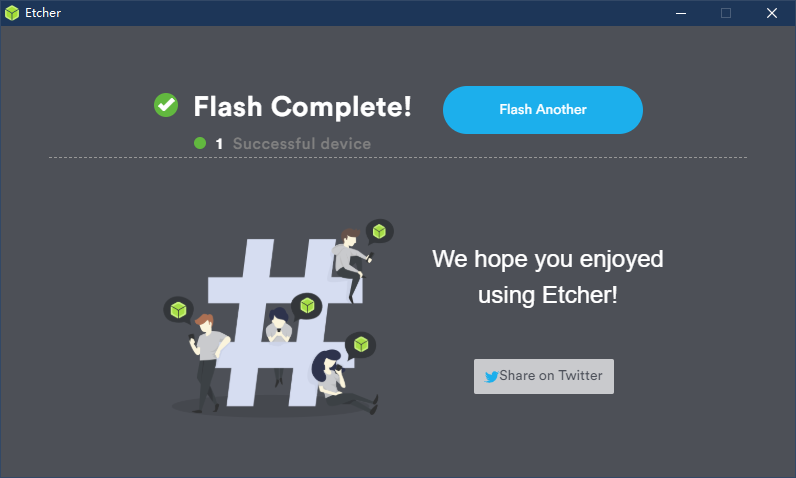 Etcher
Flash Complete!
Flash Another
1 Successful device
We hope you enjoyed
using Etcher!
Share on Twitter